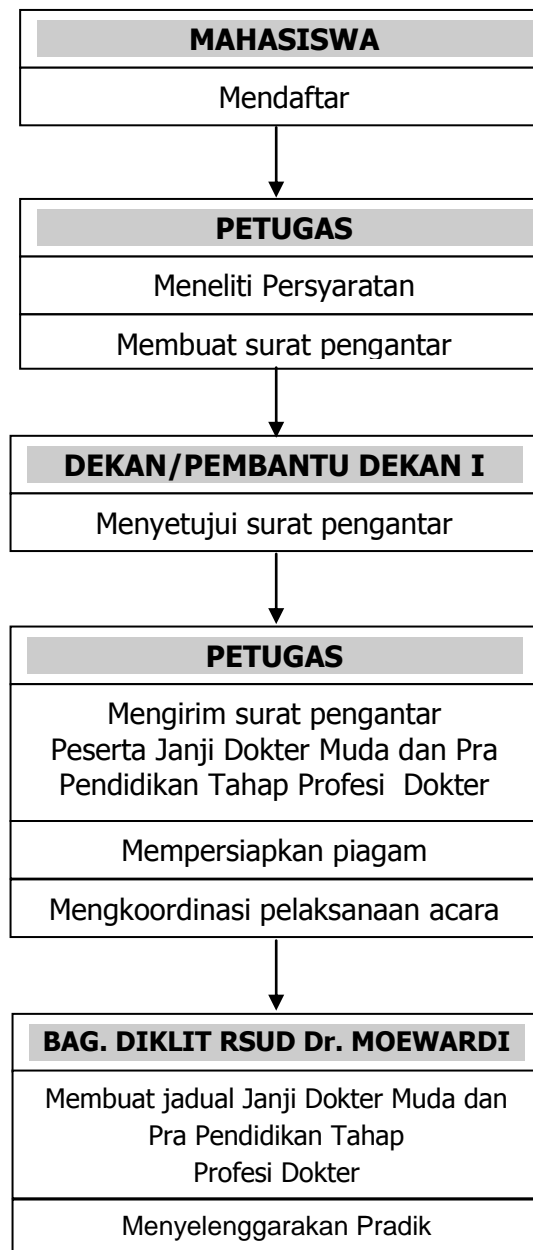 MAHASISWA
Mendaftar
PETUGAS
Meneliti Persyaratan
Membuat surat pengantar
DEKAN/PEMBANTU DEKAN I
Menyetujui surat pengantar
PETUGAS
Mengirim surat pengantar
Peserta Janji Dokter Muda dan Pra
Pendidikan Tahap Profesi Dokter
Mempersiapkan piagam
Mengkoordinasi pelaksanaan acara
BAG. DIKLIT RSUD Dr. MOEWARDI
Membuat jadual Janji Dokter Muda dan
Pra Pendidikan Tahap
Profesi Dokter
Menyelenggarakan Pradik